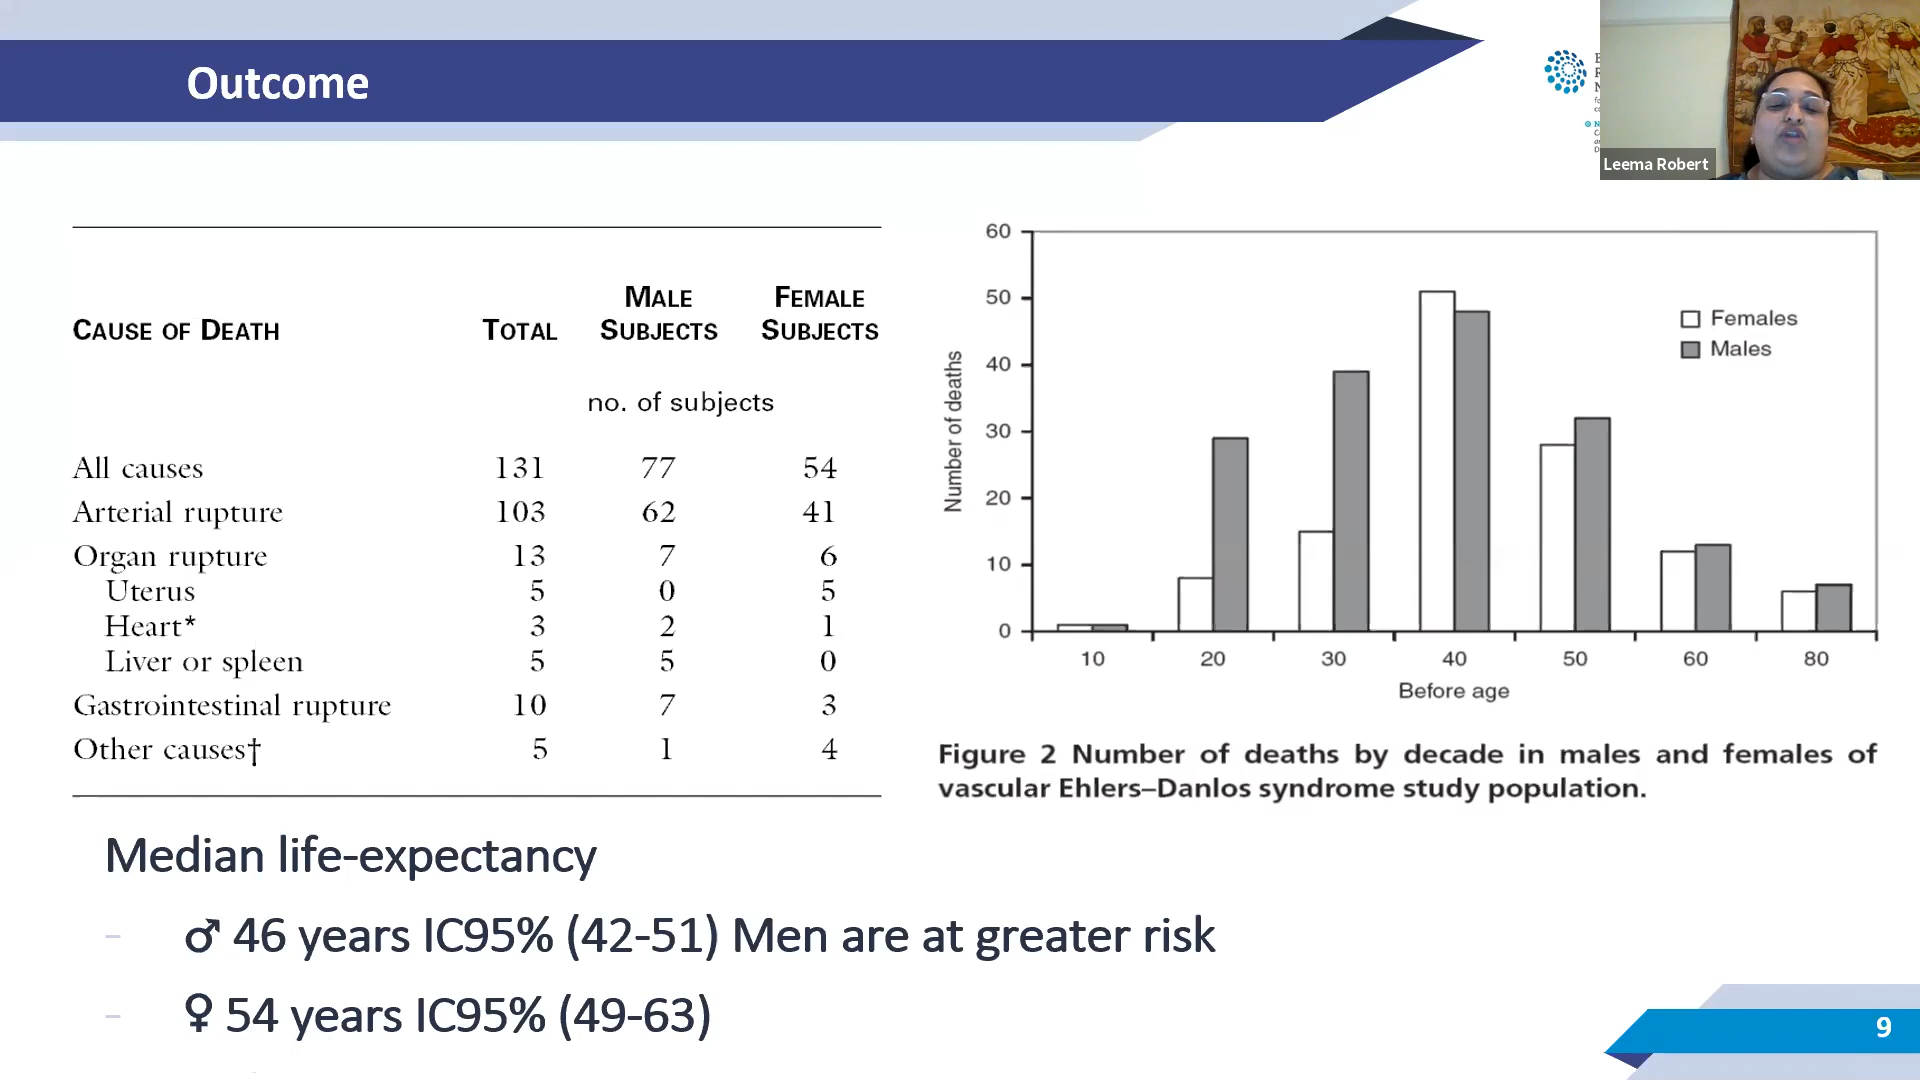 Outcome
Leema Robert
CAUSE OF DEATH TOTAL MALE SUBJECTS FEMALE SUBJECTS
no. of subjects
All causes 131 77 54
Arterial rupture 103 62 41
Organ rupture 13 7 6
Uterus 5 0 5
Heart* 3 2 1
Liver or spleen 5 5 0
Gastrointestinal rupture 10 7 3
Other causes† 5 1 4
60
50
40
30
20
10
0
Number of deaths
Females
Males
10 20 30 40 50 60 80
Before age
Figure 2 Number of deaths by decade in males and females of
vascular Ehlers–Danlos syndrome study population.
Median life-expectancy
- ♂ 46 years IC95% (42-51) Men are at greater risk
- ♀ 54 years IC95% (49-63)
9